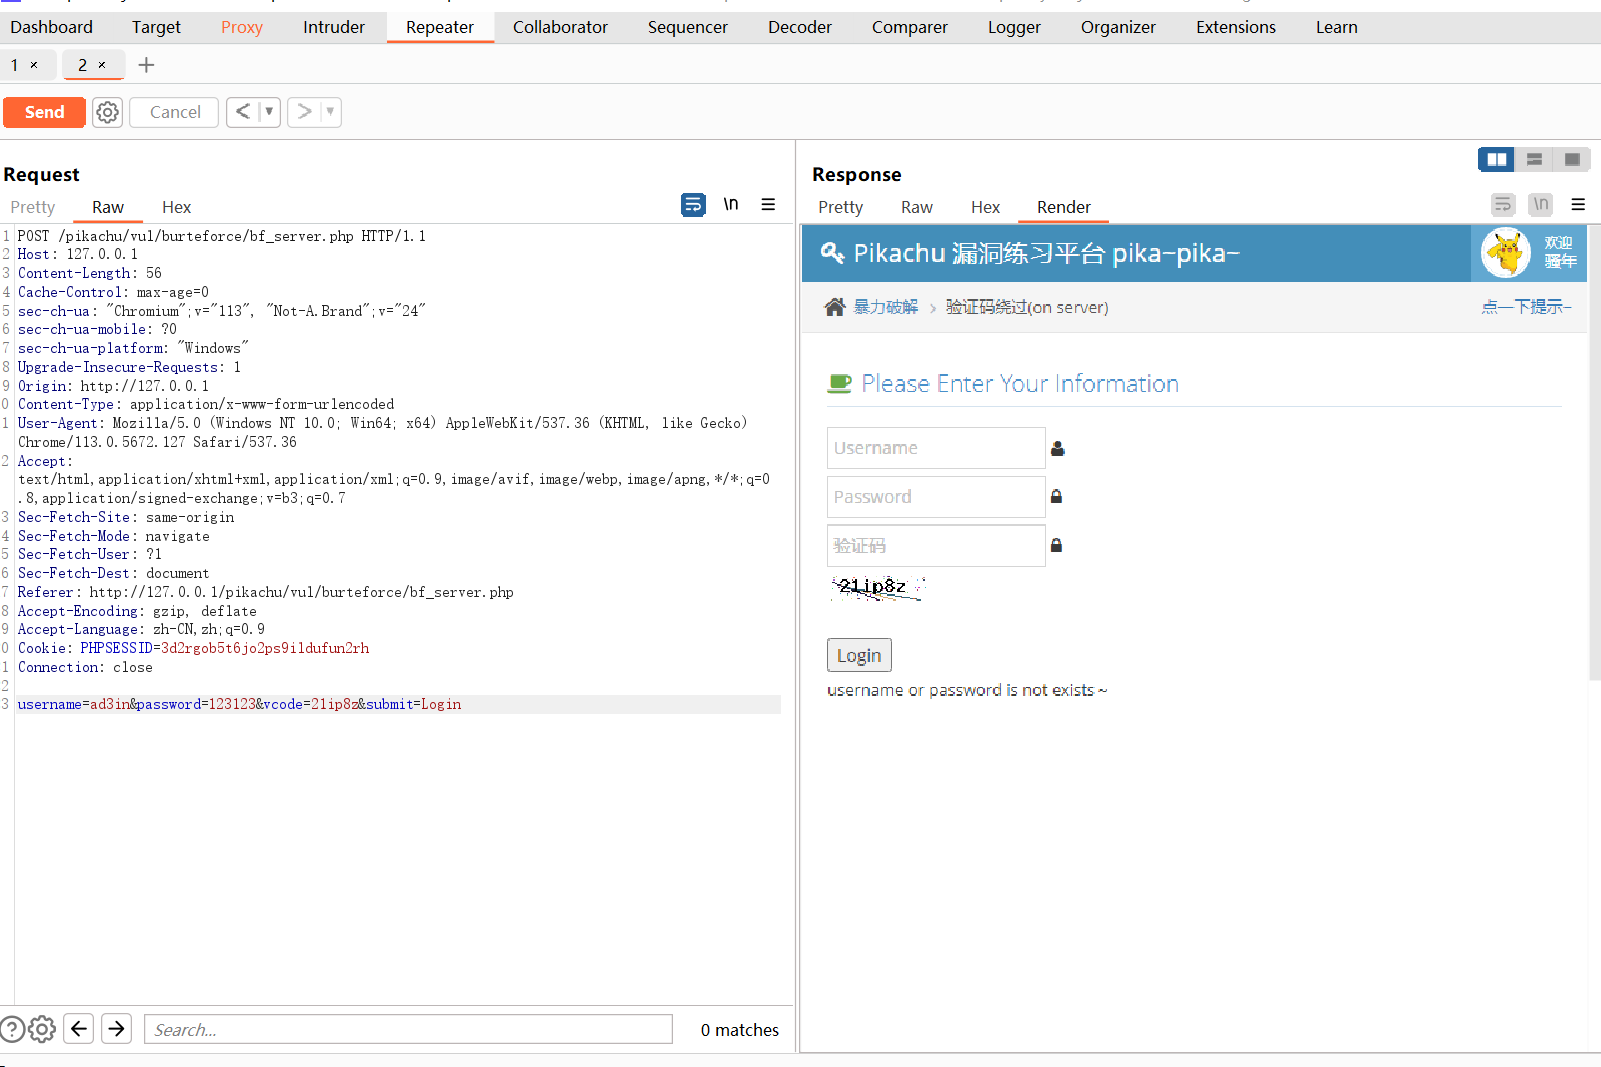 Dashboard Target Proxy Intruder Repeater Collaborator Sequencer Decoder Comparer Logger Organizer Extensions Learn
1 × 2 × +
Send Cancel < >
Request
Pretty Raw Hex \n
1 POST /pikachu/vul/burteforce/bf_server.php HTTP/1.1
2 Host: 127.0.0.1
3 Content-Length: 56
4 Cache-Control: max-age=0
5 sec-ch-ua: "Chromium";v="113", "Not-A.Brand";v="24"
6 sec-ch-ua-mobile: ?0
7 sec-ch-ua-platform: "Windows"
8 Upgrade-Insecure-Requests: 1
9 Origin: http://127.0.0.1
0 Content-Type: application/x-www-form-urlencoded
1 User-Agent: Mozilla/5.0 (Windows NT 10.0; Win64; x64) AppleWebKit/537.36 (KHTML, like Gecko)
Chrome/113.0.5672.127 Safari/537.36
2 Accept:
text/html,application/xhtml+xml,application/xml;q=0.9,image/avif,image/webp,image/apng,*/*;q=0
.8,application/signed-exchange;v=b3;q=0.7
3 Sec-Fetch-Site: same-origin
4 Sec-Fetch-Mode: navigate
5 Sec-Fetch-User: ?1
6 Sec-Fetch-Dest: document
7 Referer: http://127.0.0.1/pikachu/vul/burteforce/bf_server.php
8 Accept-Encoding: gzip, deflate
9 Accept-Language: zh-CN,zh;q=0.9
0 Cookie: PHPSESSID=3d2rgob5t6jo2ps9ildufun2rh
1 Connection: close
2
3 username=ad3in&password=123123&vcode=21ip8z&submit=Login
Search...
0 matches
Response
Pretty Raw Hex Render \n
Pikachu 漏洞练习平台 pika~pika~
欢迎
骚年
暴力破解 > 验证码绕过(on server)
点一下提示~
Please Enter Your Information
Username
Password
验证码
21ip8z
Login
username or password is not exists～